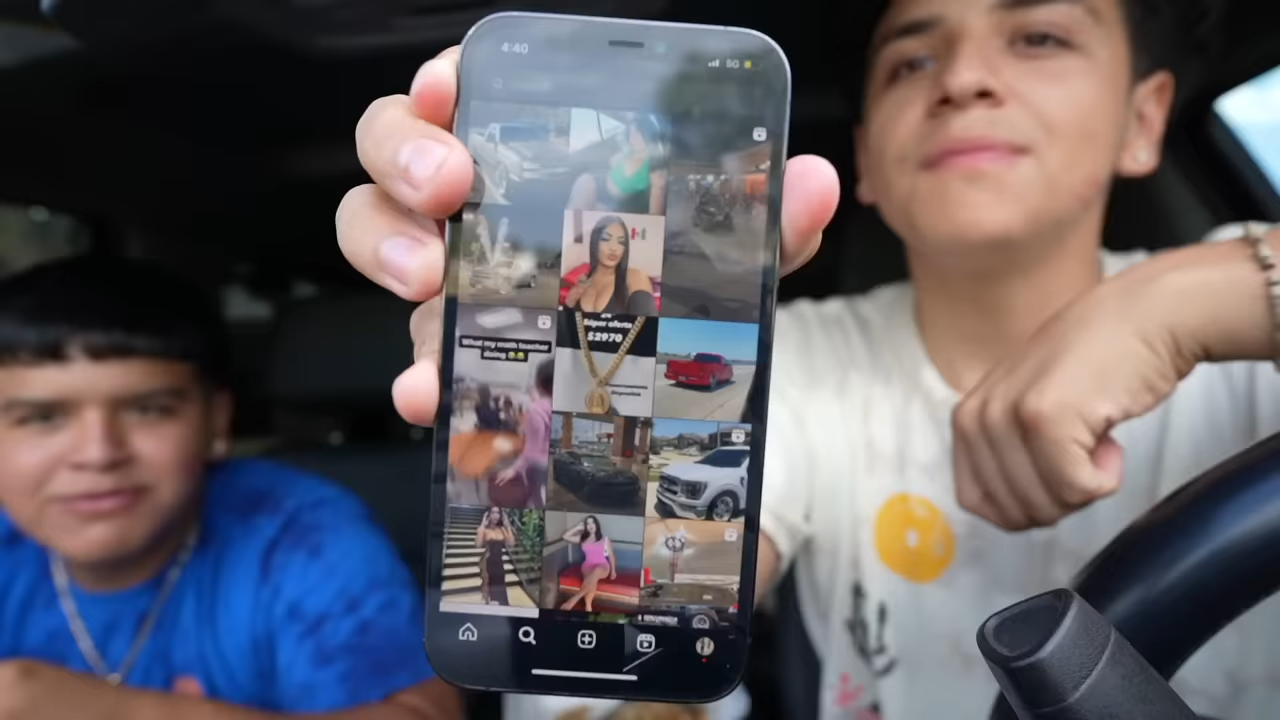 4:40
5G
Súper oferta
$2970
What my math teacher
doing 😂😂